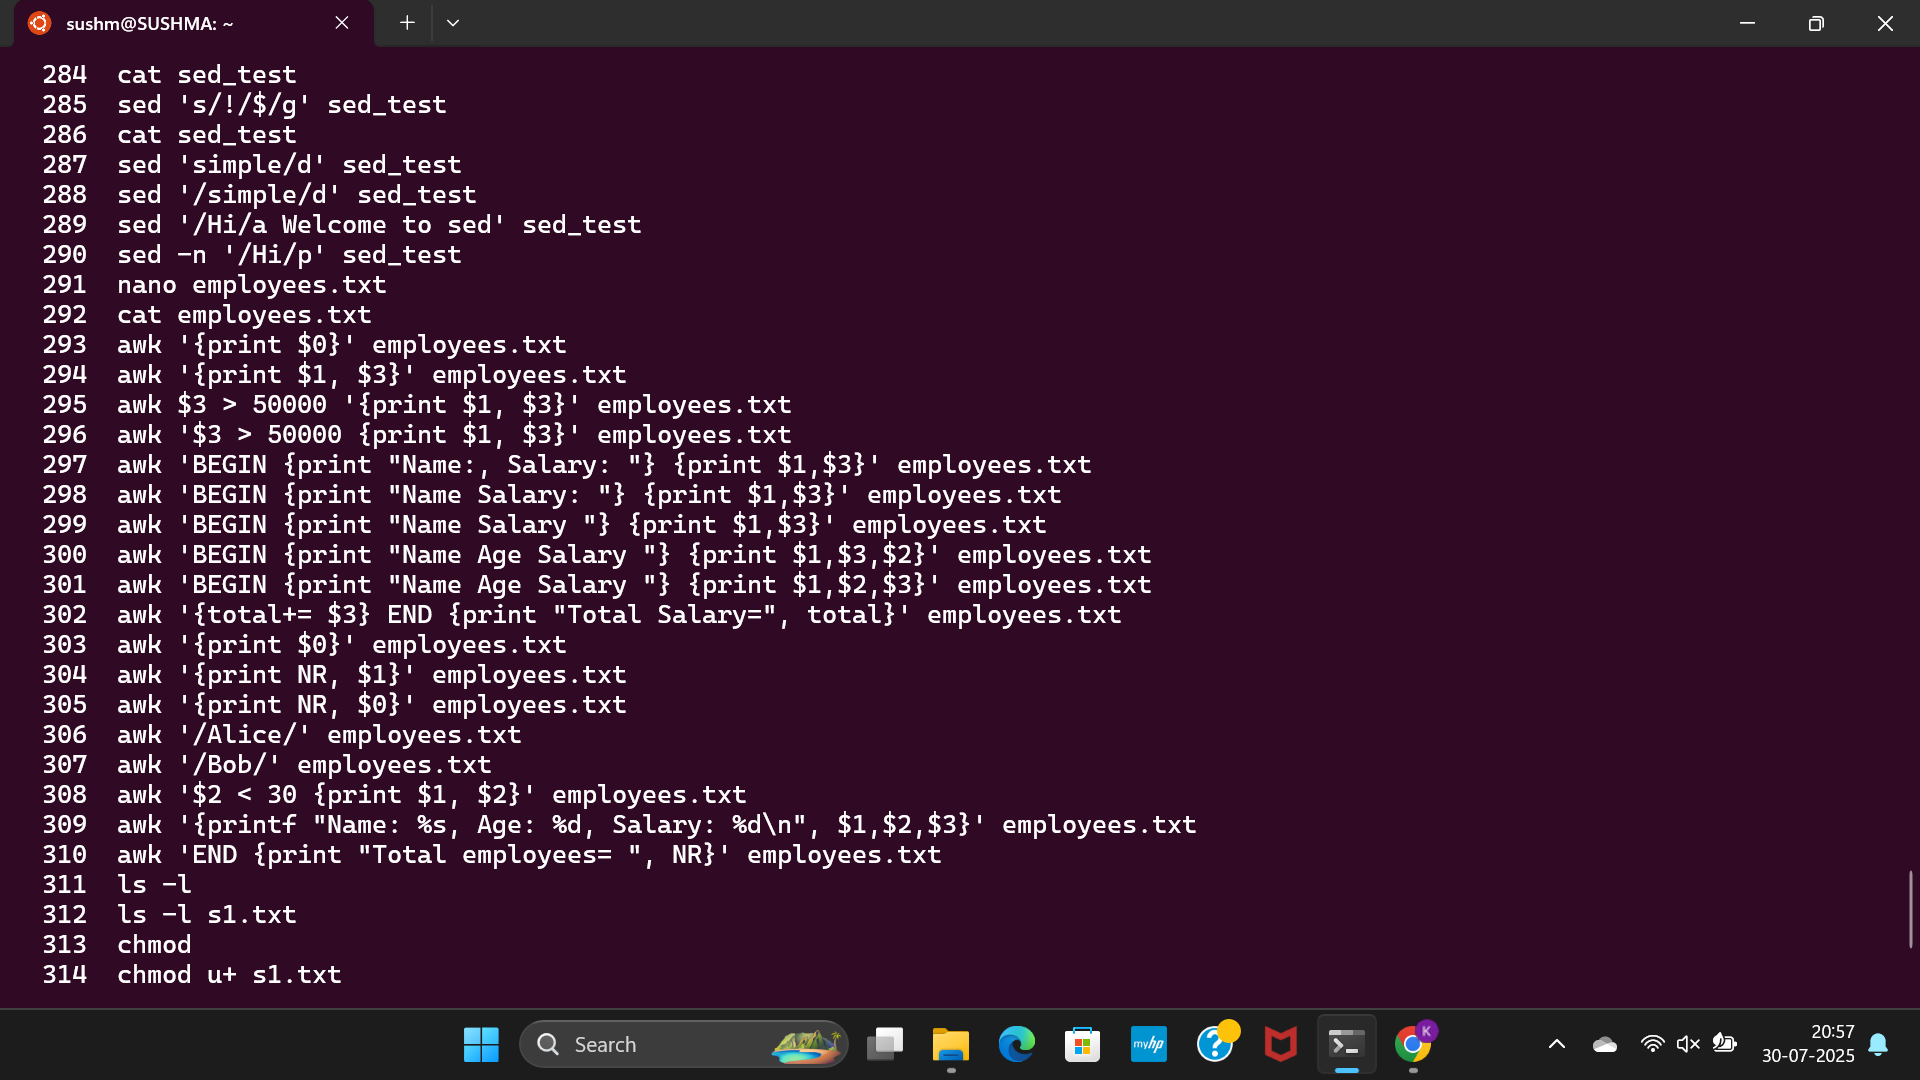 sushm@SUSHMA: ~
284 cat sed_test
285 sed 's/!/$/g' sed_test
286 cat sed_test
287 sed 'simple/d' sed_test
288 sed '/simple/d' sed_test
289 sed '/Hi/a Welcome to sed' sed_test
290 sed -n '/Hi/p' sed_test
291 nano employees.txt
292 cat employees.txt
293 awk '{print $0}' employees.txt
294 awk '{print $1, $3}' employees.txt
295 awk $3 > 50000 '{print $1, $3}' employees.txt
296 awk '$3 > 50000 {print $1, $3}' employees.txt
297 awk 'BEGIN {print "Name:, Salary: "} {print $1,$3}' employees.txt
298 awk 'BEGIN {print "Name Salary: "} {print $1,$3}' employees.txt
299 awk 'BEGIN {print "Name Salary "} {print $1,$3}' employees.txt
300 awk 'BEGIN {print "Name Age Salary "} {print $1,$3,$2}' employees.txt
301 awk 'BEGIN {print "Name Age Salary "} {print $1,$2,$3}' employees.txt
302 awk '{total+= $3} END {print "Total Salary=", total}' employees.txt
303 awk '{print $0}' employees.txt
304 awk '{print NR, $1}' employees.txt
305 awk '{print NR, $0}' employees.txt
306 awk '/Alice/' employees.txt
307 awk '/Bob/' employees.txt
308 awk '$2 < 30 {print $1, $2}' employees.txt
309 awk '{printf "Name: %s, Age: %d, Salary: %d\n", $1,$2,$3}' employees.txt
310 awk 'END {print "Total employees= ", NR}' employees.txt
311 ls -l
312 ls -l s1.txt
313 chmod
314 chmod u+ s1.txt
Search
myhp
K
20:57
30-07-2025